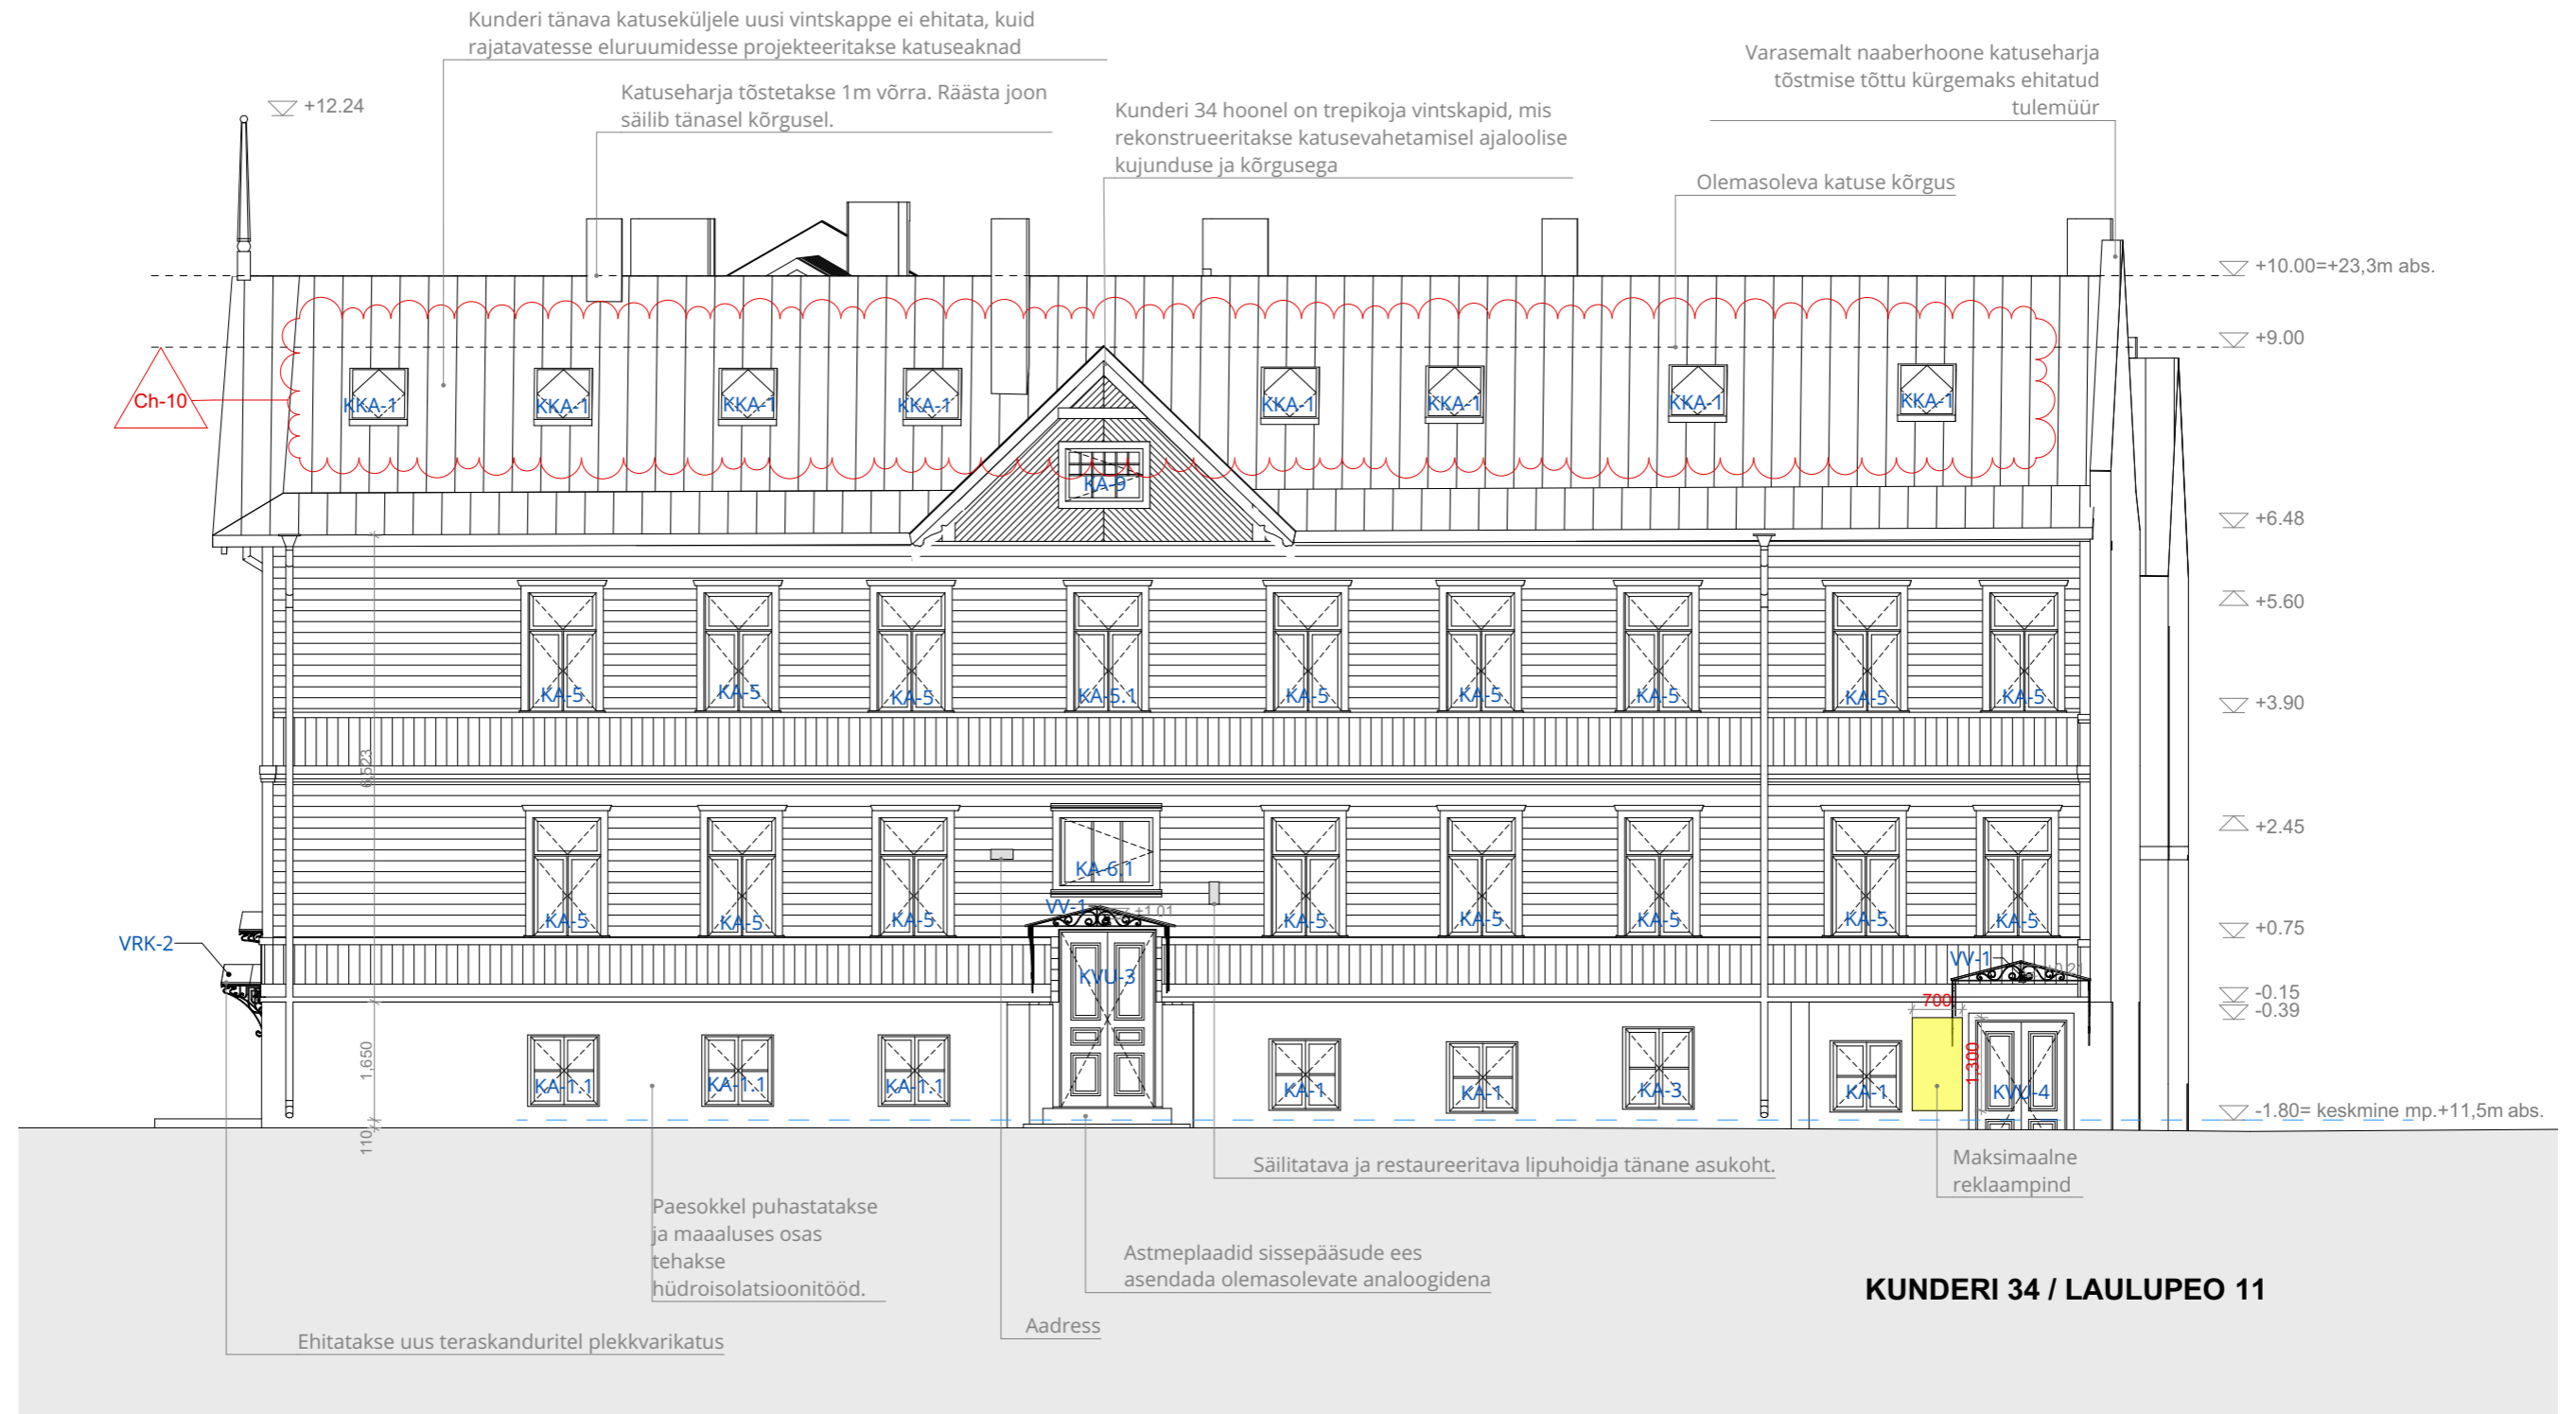 Kunderi tänava katuseküljele uusi vintskappe ei ehitata, kuid
rajatavatesse eluruumidesse projekteeritakse katuseaknad
Katuseharja tõstetakse 1m võrra. Räästa joon
säilib tänasel kõrgusel.
Kunderi 34 hoonel on trepikoja vintskapid, mis
rekonstrueeritakse katusevahetamisel ajaloolise
kujunduse ja kõrgusega
Varasemalt naaberhoone katuseharja
tõstmise tõttu kürgemaks ehitatud
tulemüür
Olemasoleva katuse kõrgus
+12.24
+10.00=+23,3m abs.
+9.00
Ch-10
KKA-1 KKA-1 KKA-1 KKA-1 KKA-1 KKA-1 KKA-1 KKA-1
KA-9
+6.48
+5.60
KA-5 KA-5 KA-5 KA-5.1 KA-5 KA-5 KA-5 KA-5 KA-5
+3.90
6,523
+2.45
KA-6.1
KA-5 KA-5 KA-5 KA-5 KA-5 KA-5 KA-5 KA-5
VV-1 +1.01
+0.75
VRK-2
KVU-3
VV-1 +0.21
-0.15
-0.39
700
1,300
1,650
KA-1.1 KA-1.1 KA-1.1 KA-1 KA-1 KA-3 KA-1 KVU-4
-1.80= keskmine mp.+11,5m abs.
110
Säilitatava ja restaureeritava lipuhoidja tänane asukoht.
Maksimaalne
reklaampind
Paesokkel puhastatakse
ja maaaluses osas
tehakse
hüdroisolatsioonitööd.
Astmeplaadid sissepääsude ees
asendada olemasolevate analoogidena
Aadress
Ehitatakse uus teraskanduritel plekkvarikatus
KUNDERI 34 / LAULUPEO 11